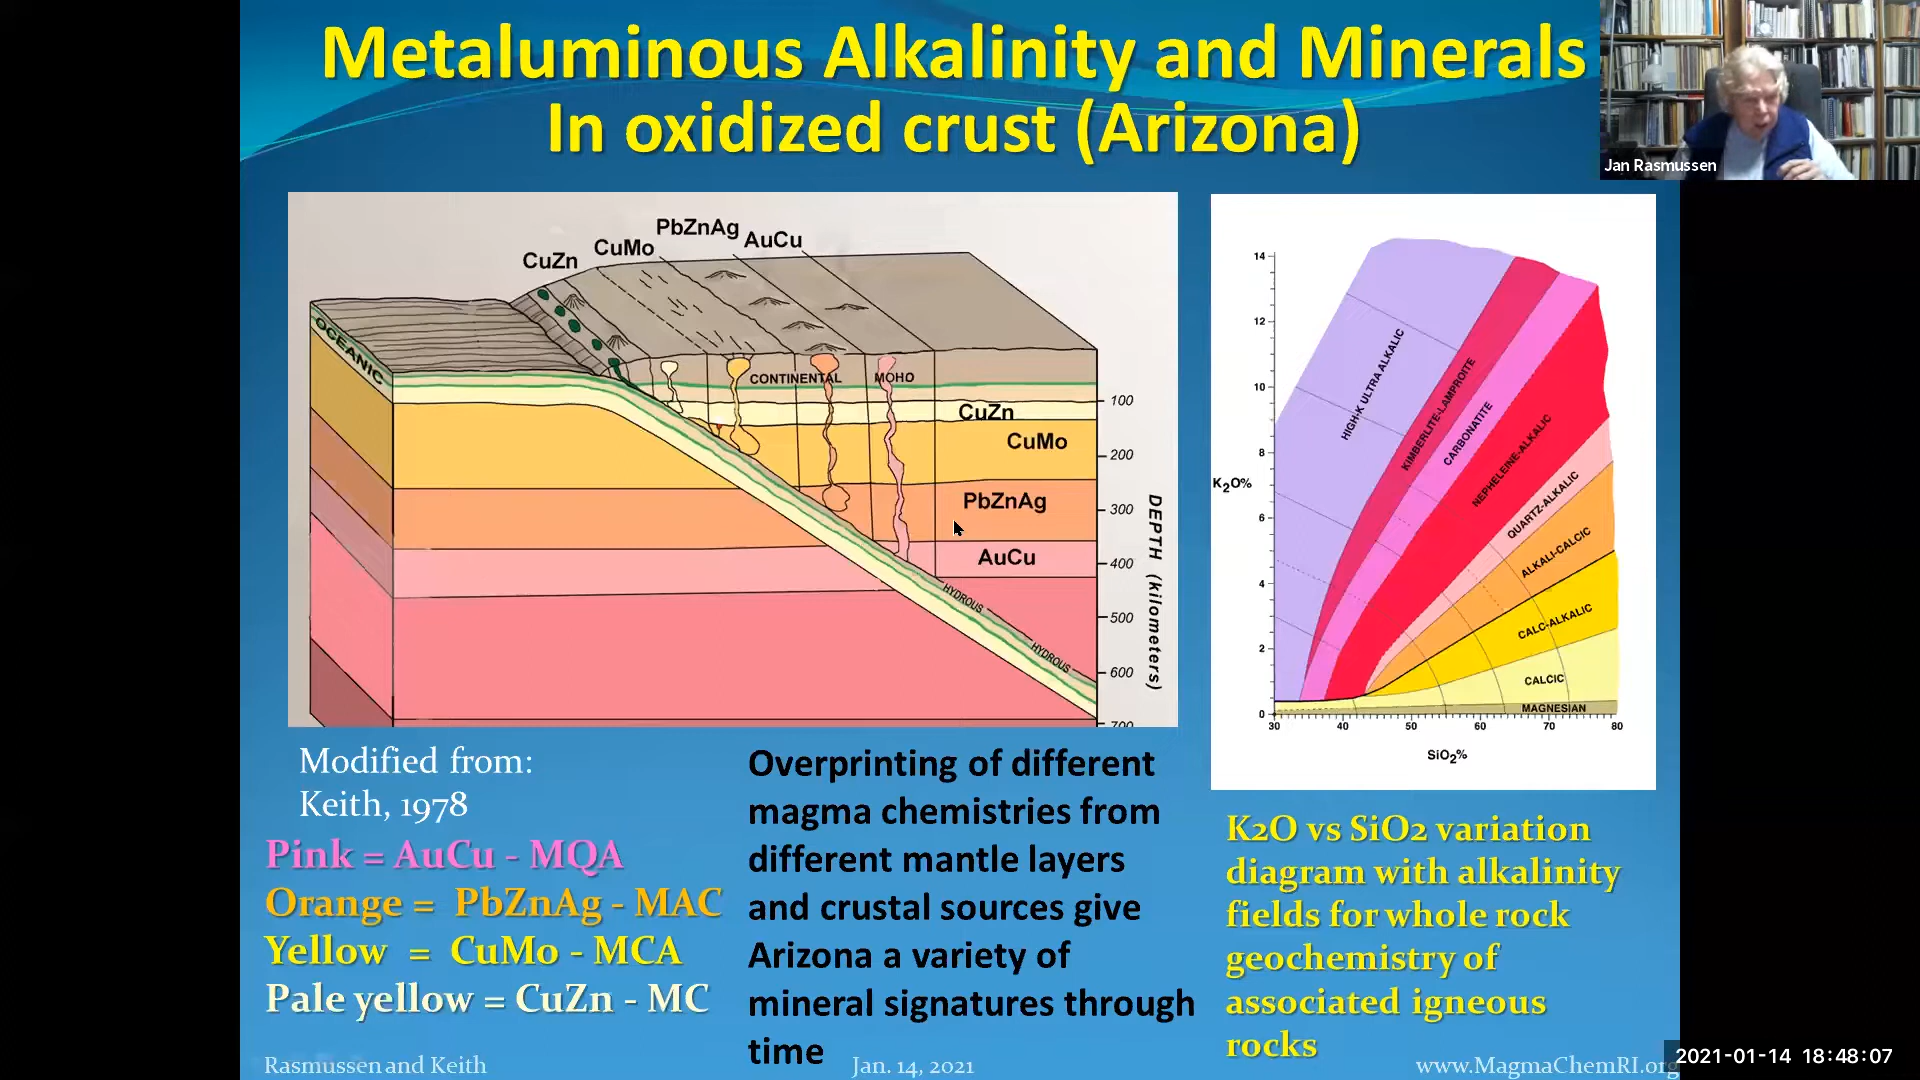 Metaluminous Alkalinity and Minerals
In oxidized crust (Arizona)
Jan Rasmussen
CuZn
CuMo
PbZnAg
AuCu
OCEANIC
CONTINENTAL
MOHO
CuZn
CuMo
PbZnAg
AuCu
HYDROUS
HYDROUS
100
200
300
400
500
600
700
DEPTH (kilometers)
14
12
10
8
6
4
2
0
K2O%
HIGH-K ULTRA ALKALIC
KIMBERLITE-LAMPROITE
CARBONATITE
NEPHELEINE-ALKALIC
QUARTZ-ALKALIC
ALKALI-CALCIC
CALC-ALKALIC
CALCIC
MAGNESIAN
30 40 50 60 70 80
SiO2%
Modified from:
Keith, 1978
Pink = AuCu - MQA
Orange = PbZnAg - MAC
Yellow = CuMo - MCA
Pale yellow = CuZn - MC
Overprinting of different
magma chemistries from
different mantle layers
and crustal sources give
Arizona a variety of
mineral signatures through
time
K2O vs SiO2 variation
diagram with alkalinity
fields for whole rock
geochemistry of
associated igneous
rocks
Rasmussen and Keith
Jan. 14, 2021
www.MagmaChemRI.org
2021-01-14 18:48:07